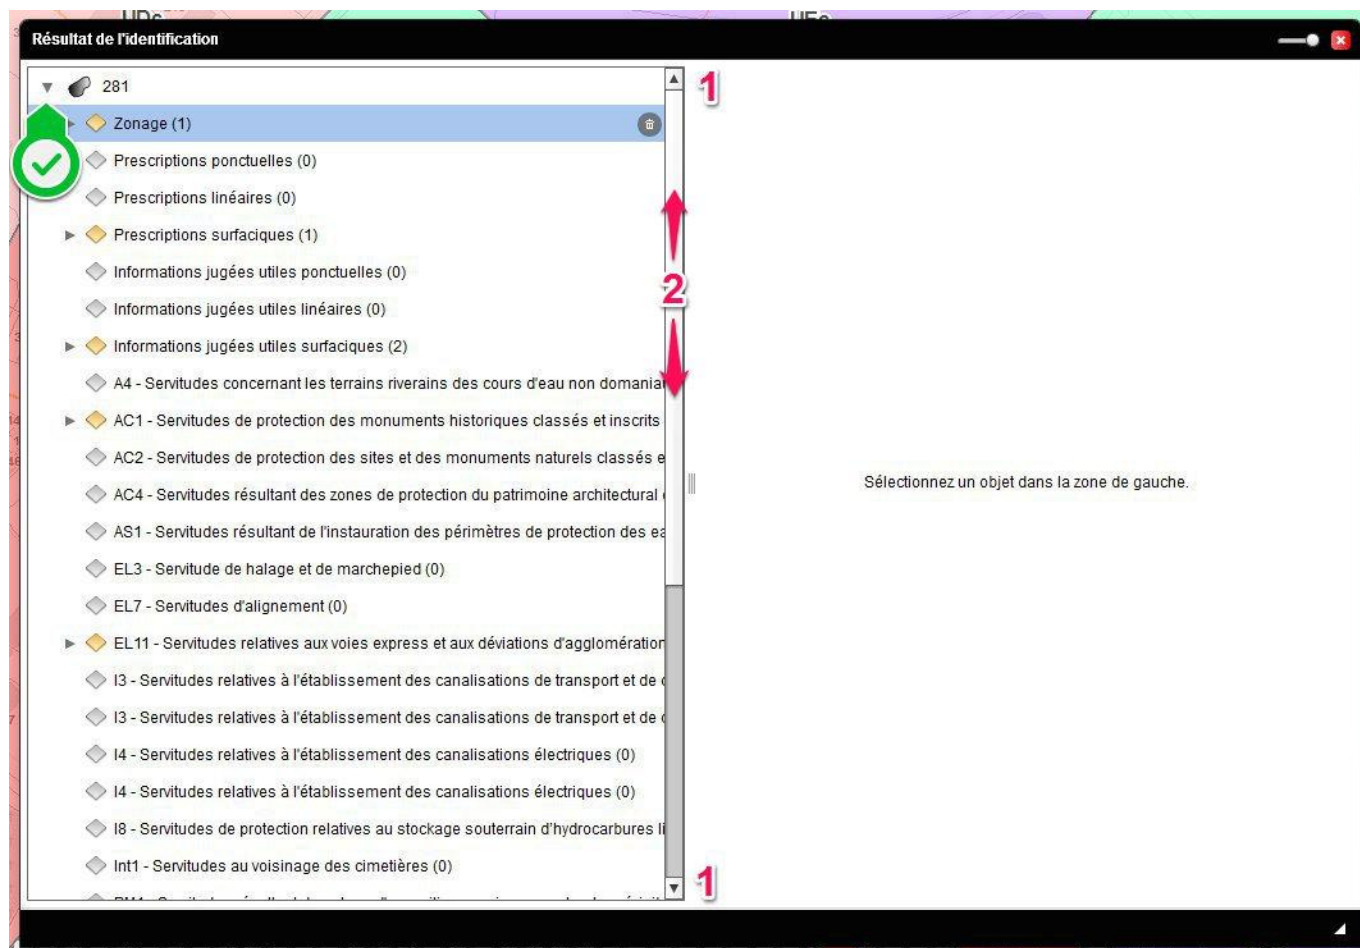 UDc
UEc
Résultat de l'identification
281
1
Zonage (1)
Prescriptions ponctuelles (0)
Prescriptions linéaires (0)
Prescriptions surfaciques (1)
Informations jugées utiles ponctuelles (0)
2
Informations jugées utiles linéaires (0)
Informations jugées utiles surfaciques (2)
A4 - Servitudes concernant les terrains riverains des cours d'eau non
AC1 - Servitudes de protection des monuments historiques classés et inscrits
AC2 - Servitudes de protection des sites et des monuments naturels classés e
AC4 - Servitudes résultant des zones de protection du patrimoine architectural
Sélectionnez un objet dans la zone de gauche.
AS1 - Servitudes résultant de l'instauration des périmètres de protection des ea
EL3 - Servitude de halage et de marchepied (0)
EL7 - Servitudes d'alignement (0)
EL11 - Servitudes relatives aux voies express et aux déviations d'agglomération
I3 - Servitudes relatives à l'établissement des canalisations de transport et de
I3 - Servitudes relatives à l'établissement des canalisations de transport et de
I4 - Servitudes relatives à l'établissement des canalisations électriques (0)
I4 - Servitudes relatives à l'établissement des canalisations électriques (0)
I8 - Servitudes de protection relatives au stockage souterrain d'hydrocarbures li
Int1 - Servitudes au voisinage des cimetières (0)
1